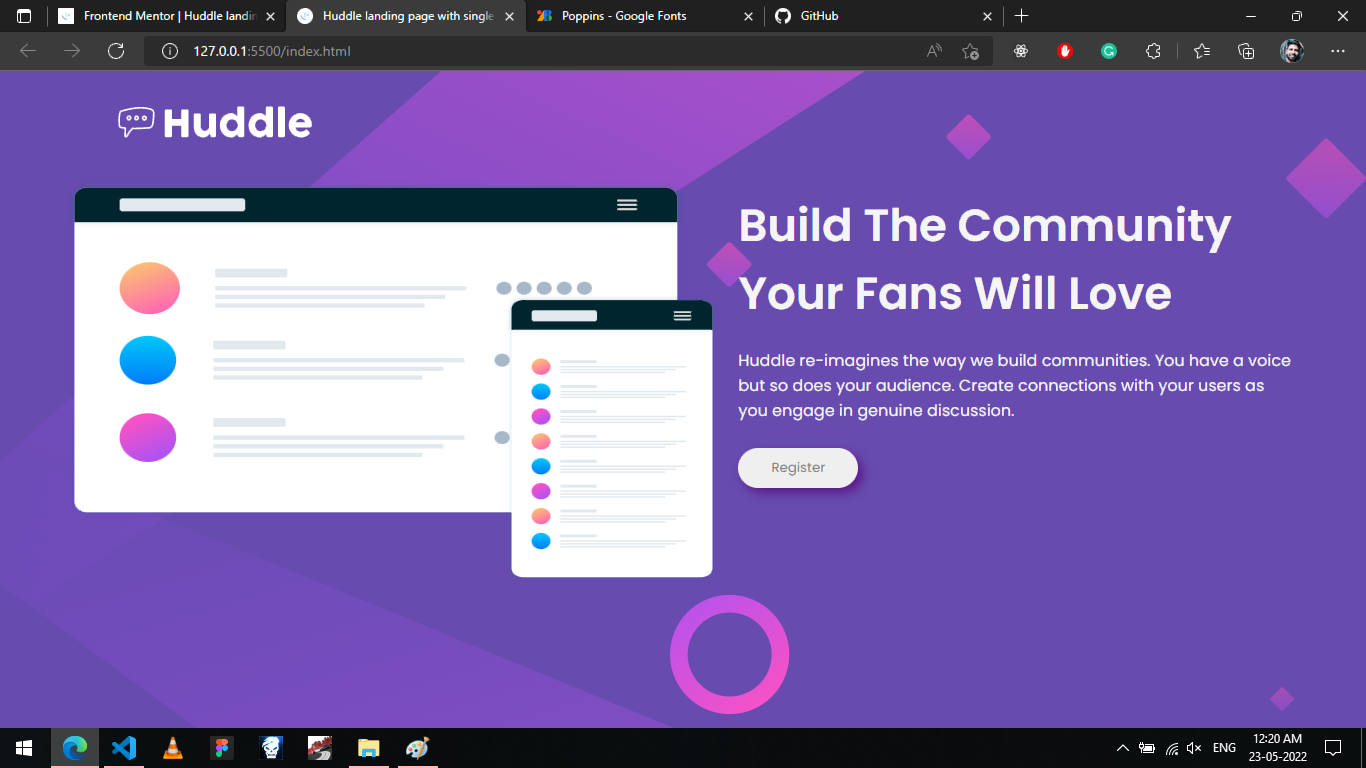 Frontend Mentor | Huddle landin
Huddle landing page with single
Poppins - Google Fonts
GitHub
127.0.0.1:5500/index.html
Huddle
Build The Community
Your Fans Will Love
Huddle re-imagines the way we build communities. You have a voice
but so does your audience. Create connections with your users as
you engage in genuine discussion.
Register
ENG
12:20 AM
23-05-2022